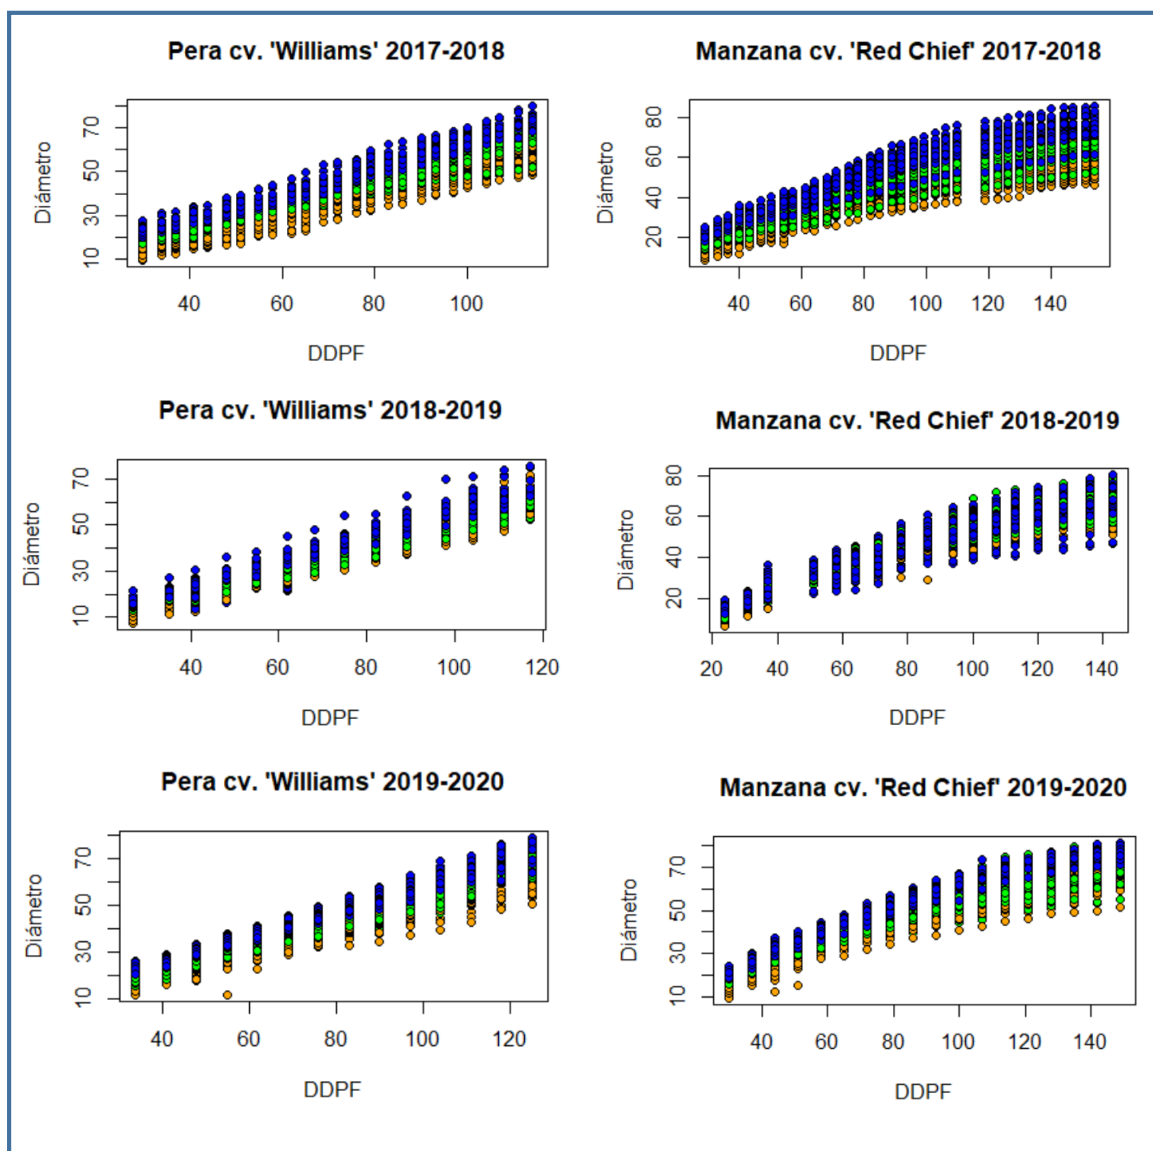 Pera cv. 'Williams' 2017-2018
Diámetro
10 30 50 70
40 60 80 100
DDPF
Manzana cv. 'Red Chief' 2017-2018
Diámetro
20 40 60 80
40 60 80 100 120 140
DDPF
Pera cv. 'Williams' 2018-2019
Diámetro
10 30 50 70
40 60 80 100 120
DDPF
Manzana cv. 'Red Chief' 2018-2019
Diámetro
20 40 60 80
20 40 60 80 100 120 140
DDPF
Pera cv. 'Williams' 2019-2020
Diámetro
10 30 50 70
40 60 80 100 120
DDPF
Manzana cv. 'Red Chief' 2019-2020
Diámetro
10 30 50 70
40 60 80 100 120 140
DDPF